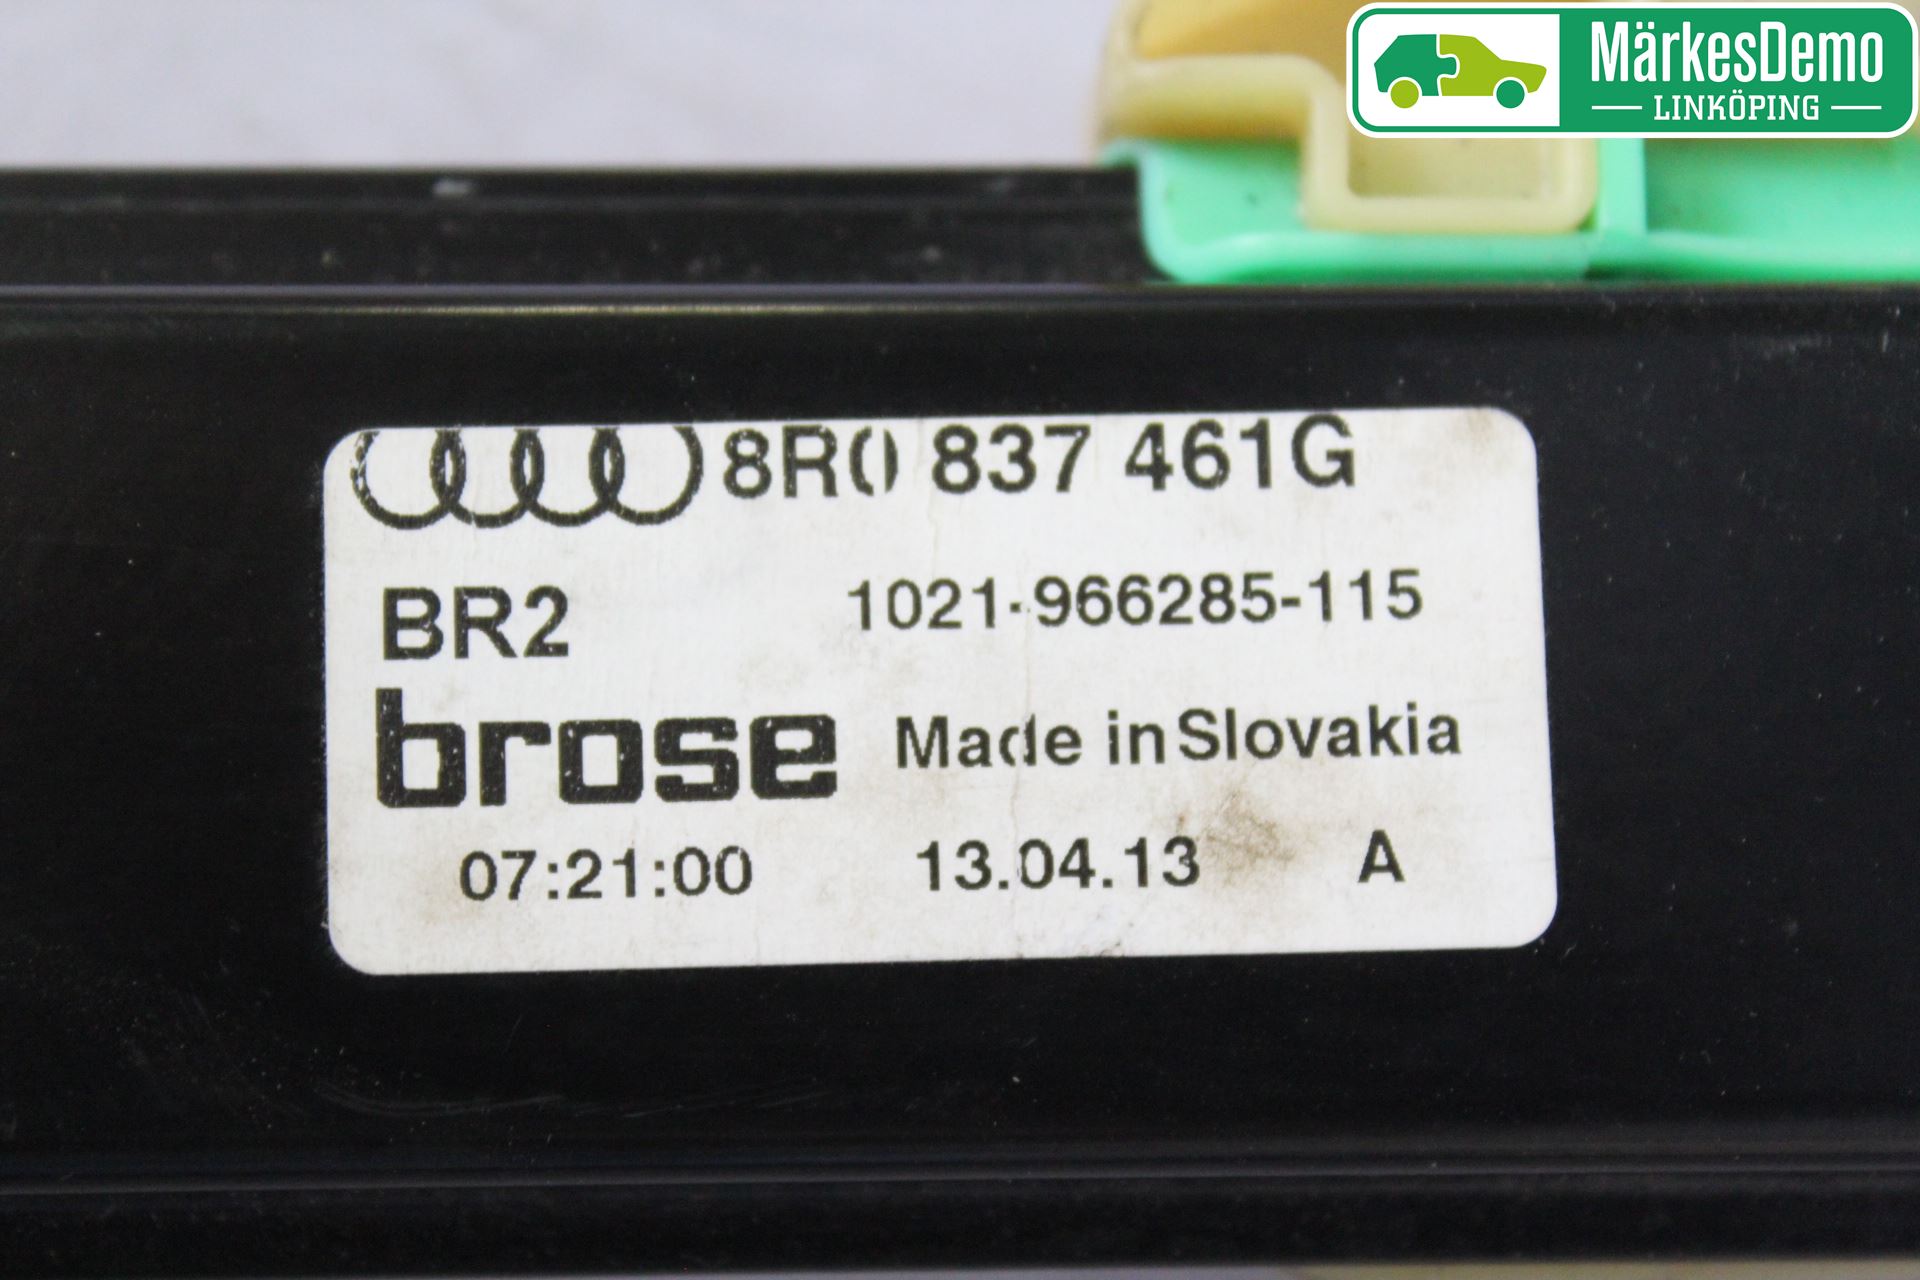 MärkesDemo
LINKÖPING
8R0 837 461G
BR2 1021-966285-115
brose Made in Slovakia
07:21:00 13.04.13 A